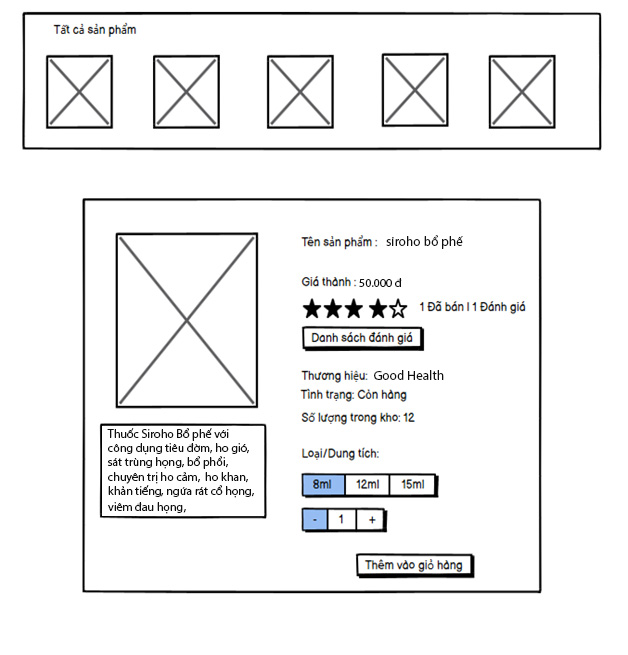 Tất cả sản phẩm
Tên sản phẩm : siroho bổ phế
Giá thành : 50.000 đ
1 Đã bán I 1 Đánh giá
Danh sách đánh giá
Thương hiệu: Good Health
Tình trạng: Còn hàng
Số lượng trong kho: 12
Loại/Dung tích:
8ml 12ml 15ml
- 1 +
Thêm vào giỏ hàng
Thuốc Siroho Bổ phế với
công dụng tiêu dờm, ho gió,
sát trùng họng, bổ phổi,
chuyên trị ho cảm, ho khan,
khản tiếng, ngứa rát cổ họng,
viêm đau họng,